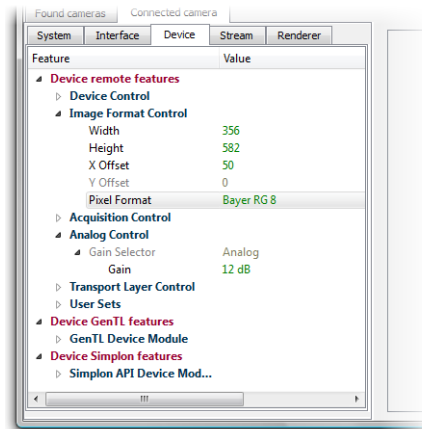 Found cameras Connected camera
System Interface Device Stream Renderer
Feature Value
Device remote features
Device Control
Image Format Control
Width 356
Height 582
X Offset 50
Y Offset 0
Pixel Format Bayer RG 8
Acquisition Control
Analog Control
Gain Selector Analog
Gain 12 dB
Transport Layer Control
User Sets
Device GenTL features
GenTL Device Module
Device Simplon features
Simplon API Device Mod...